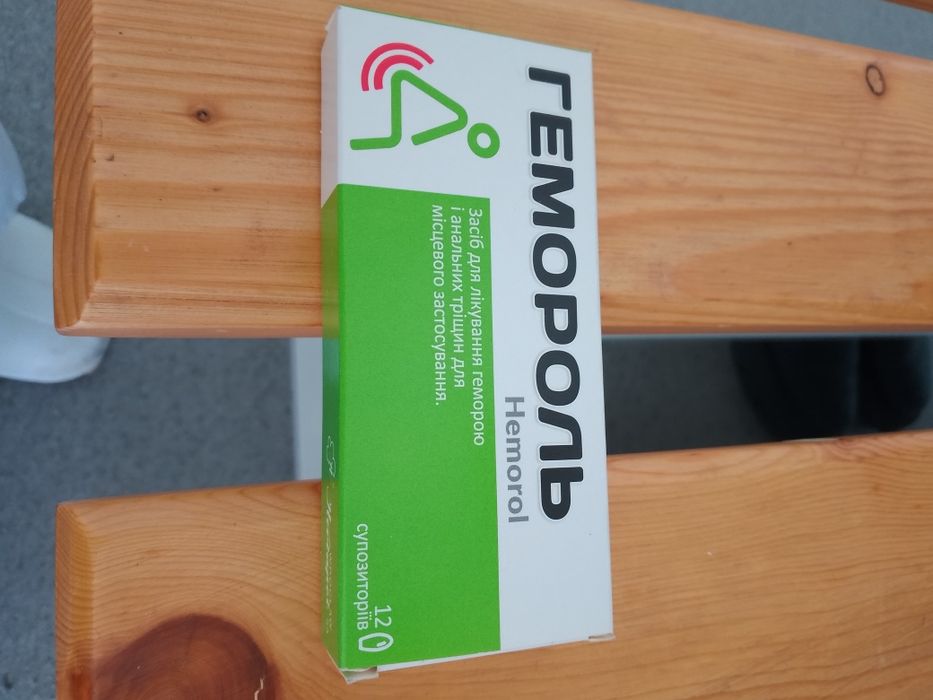 ГЕМОРОЛЬ
Hemorol
Засіб для лікування геморою
і анальних тріщин для
місцевого застосування.
12
супозиторіїв